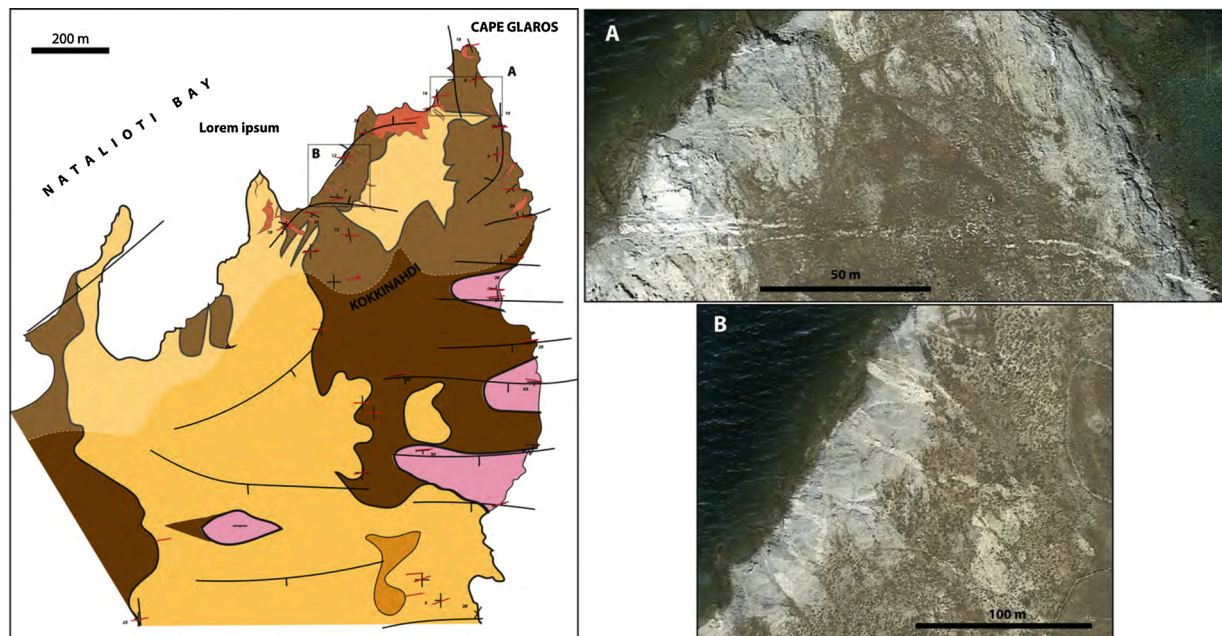 CAPE GLAROS
200 m
A
NATALIOTI BAY
Lorem ipsum
B
KOKKINAHDI
A
50 m
B
100 m